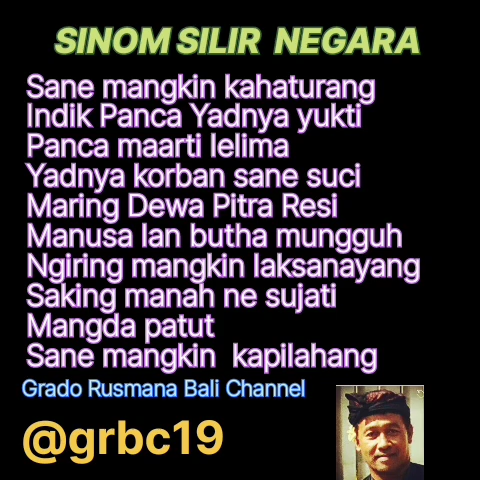 SINOM SILIR NEGARA
Sane mangkin kahaturang
Indik Panca Yadnya yukti
Panca maarti lelima
Yadnya korban sane suci
Maring Dewa Pitra Resi
Manusa lan butha mungguh
Ngiring mangkin laksanayang
Saking manah ne sujati
Mangda patut
Sane mangkin kapilahang
Grado Rusmana Bali Channel
@grbc19